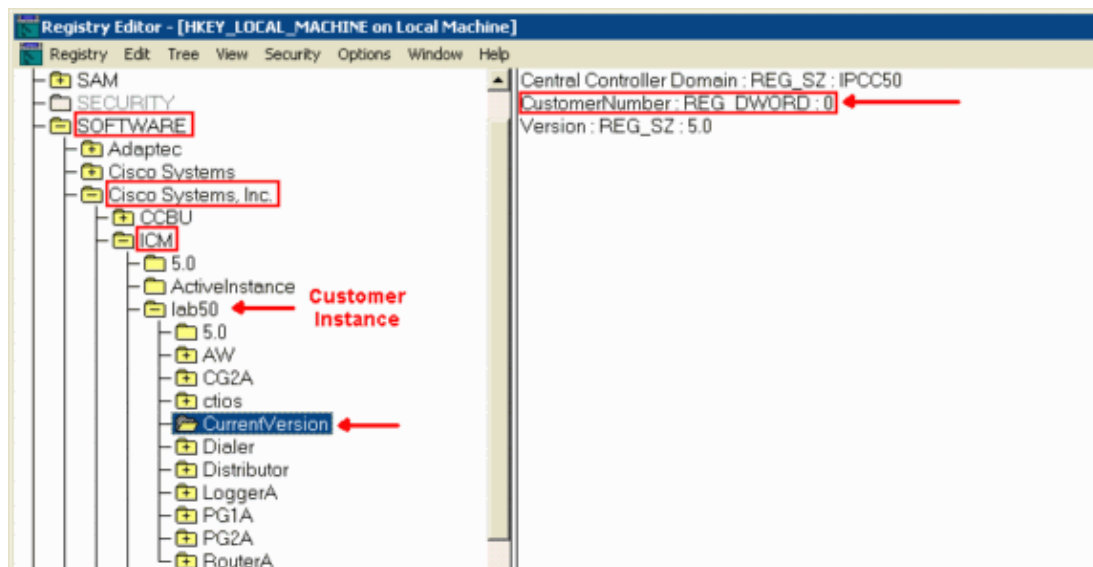 Registry Editor - [HKEY_LOCAL_MACHINE on Local Machine]
Registry Edit Tree View Security Options Window Help
SAM
SECURITY
SOFTWARE
Adaptec
Cisco Systems
Cisco Systems, Inc.
CCBU
ICM
5.0
ActiveInstance
lab50
Customer
Instance
5.0
AW
CG2A
ctios
CurrentVersion
Dialer
Distributor
LoggerA
PG1A
PG2A
RouterA
Central Controller Domain : REG_SZ : IPCC50
CustomerNumber : REG_DWORD : 0
Version : REG_SZ : 5.0